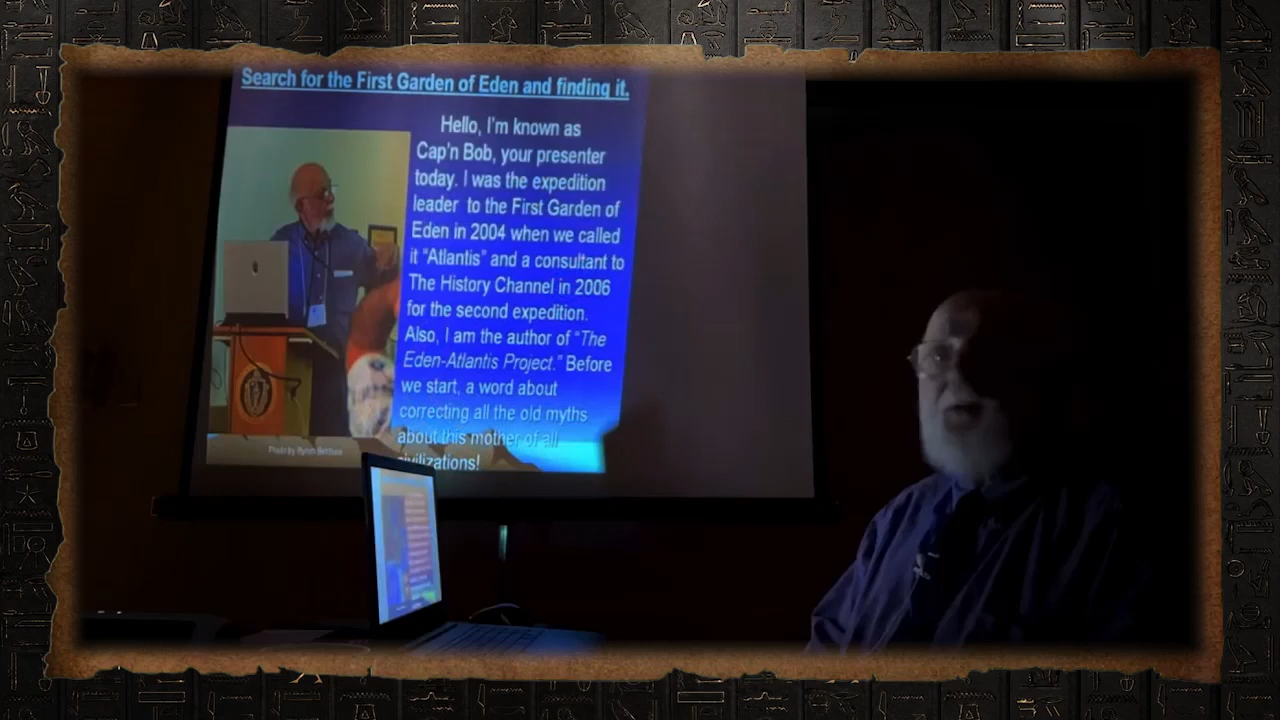 Search for the First Garden of Eden and finding it.
Hello, I'm known as
Cap'n Bob, your presenter
today. I was the expedition
leader to the First Garden of
Eden in 2004 when we called
it “Atlantis” and a consultant to
The History Channel in 2006
for the second expedition.
Also, I am the author of “The
Eden-Atlantis Project.” Before
we start, a word about
correcting all the old myths
about this mother of all
civilizations!
Photo by